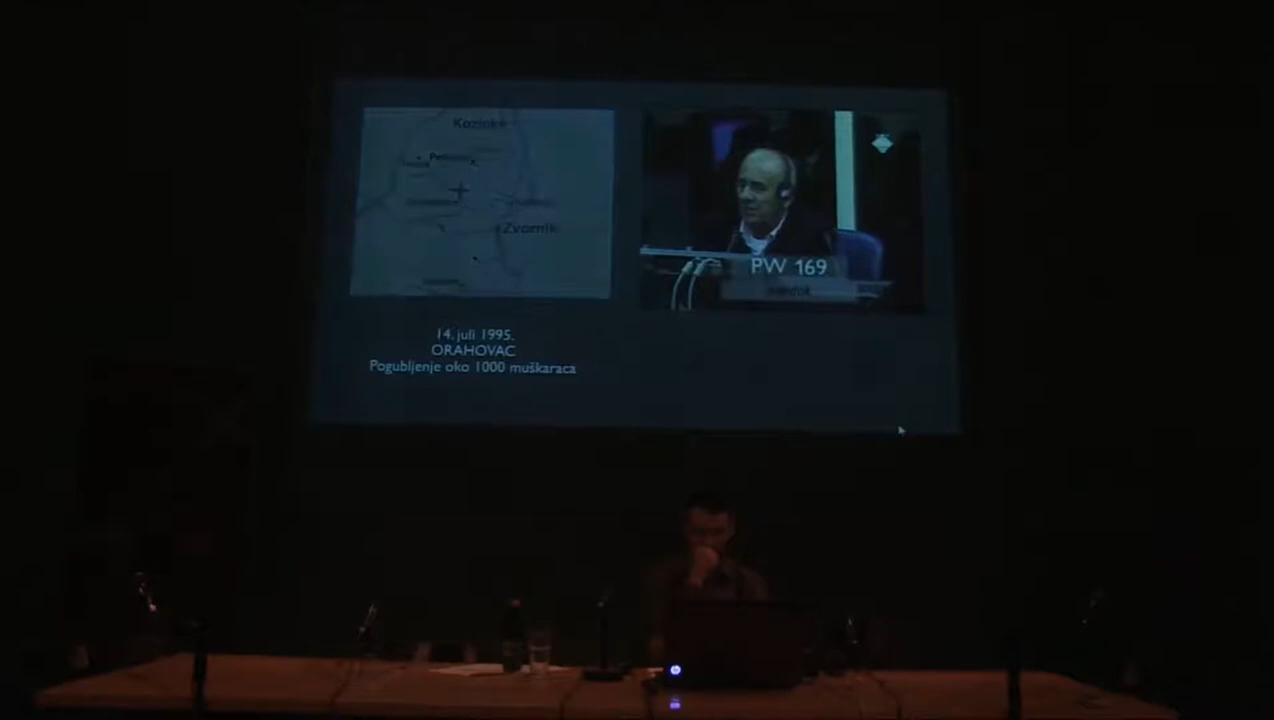 Kozluk
Zvornik
PW 169
14. juli 1995.
ORAHOVAC
Pogubljenje oko 1000 muškaraca